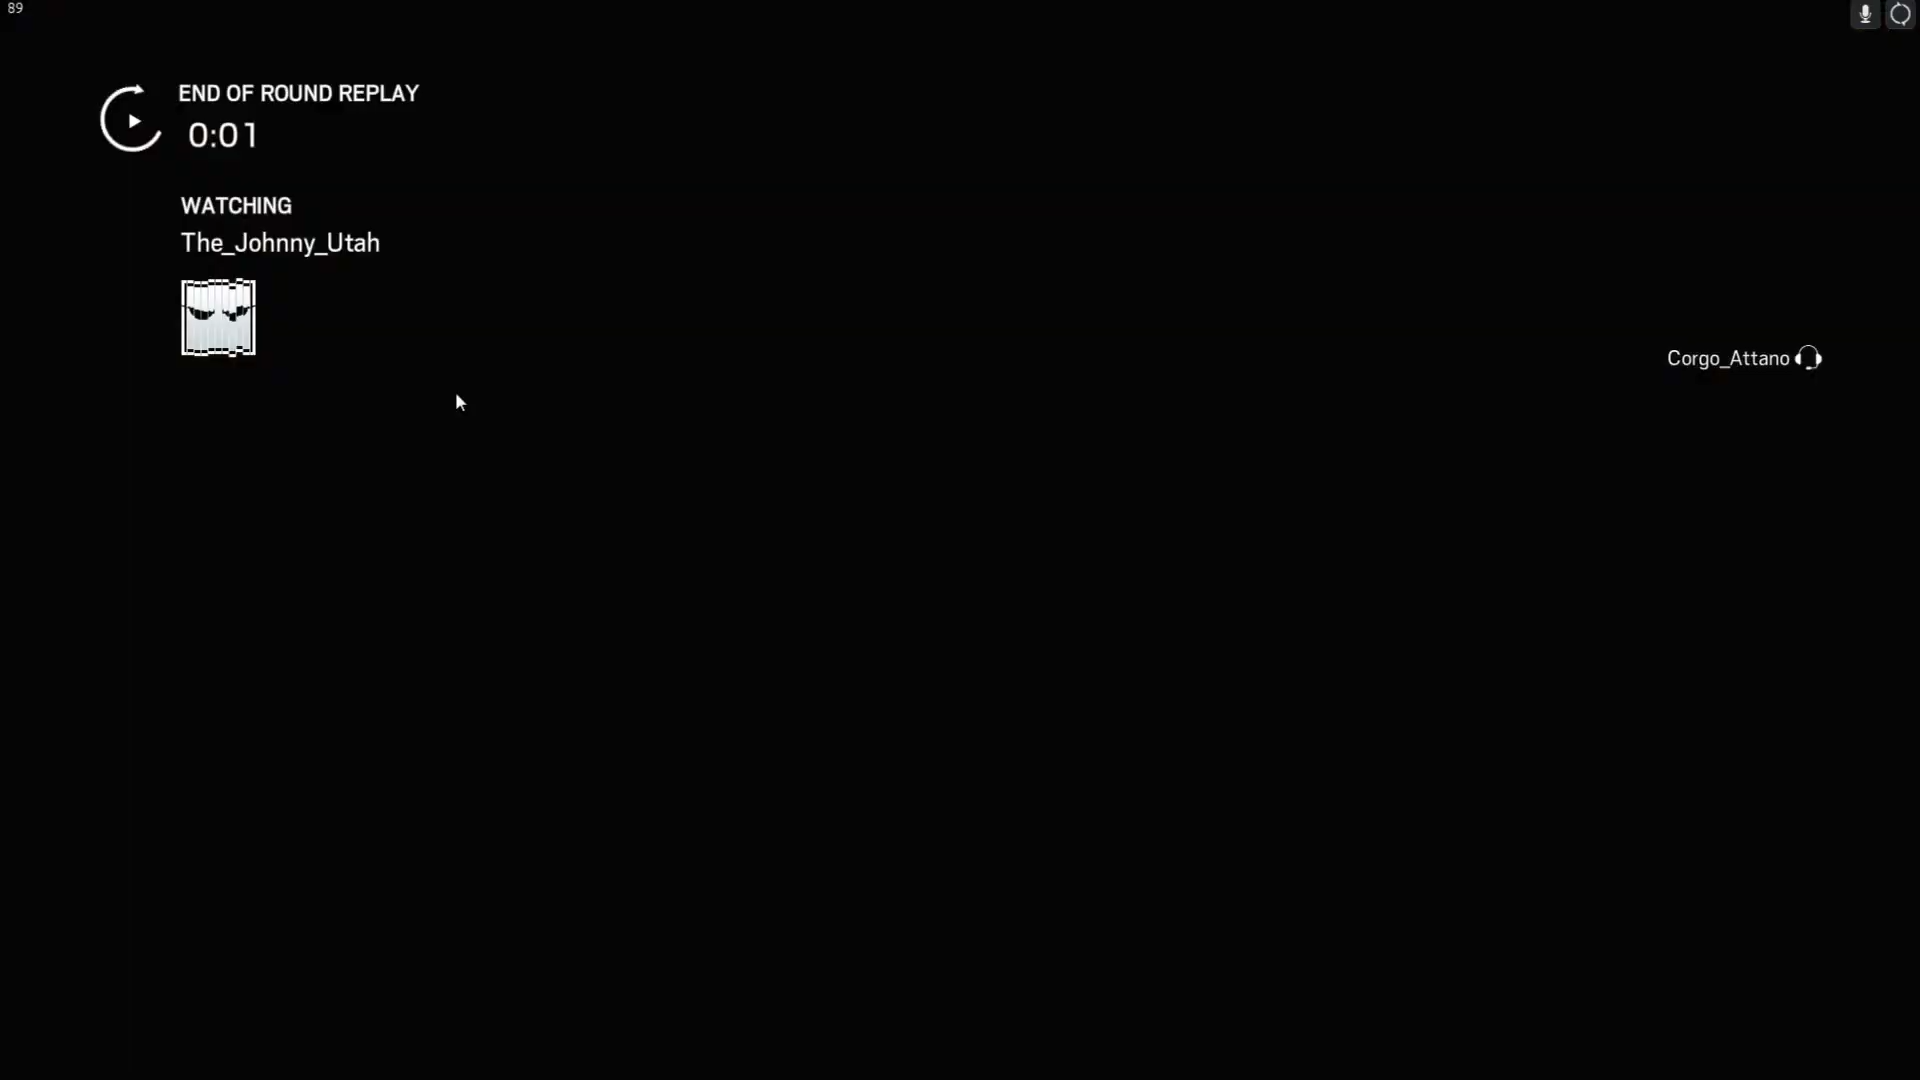 89
END OF ROUND REPLAY
0:01
WATCHING
The_Johnny_Utah
Corgo_Attano